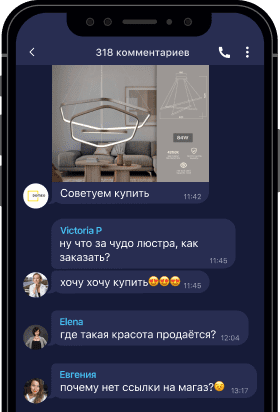 318 комментариев
84W
Советуем купить
11:42
Victoria P
ну что за чудо люстра, как
заказать?
11:45
хочу хочу купить😍😍😍
11:45
Elena
где такая красота продаётся?
12:04
Евгения
почему нет ссылки на магаз?😟
13:17